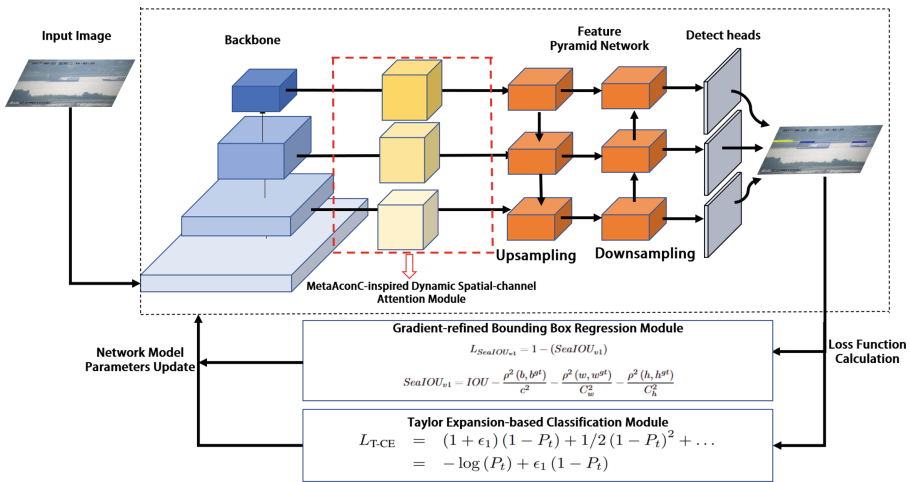 Input Image
Backbone
Feature
Pyramid Network
Detect heads
Upsampling
Downsampling
MetaAconC-inspired Dynamic Spatial-channel
Attention Module
Network Model
Parameters Update
Gradient-refined Bounding Box Regression Module
L_{SeaIOU_{v1}} = 1 − (SeaIOU_{v1})
SeaIOU_{v1} = IOU − ρ² (b, b^{gt}) / c² − ρ² (w, w^{gt}) / C_w² − ρ² (h, h^{gt}) / C_h²
Loss Function
Calculation
Taylor Expansion-based Classification Module
L_{T-CE} = (1 + ϵ₁) (1 − P_t) + 1/2 (1 − P_t)² + …
= − log (P_t) + ϵ₁ (1 − P_t)